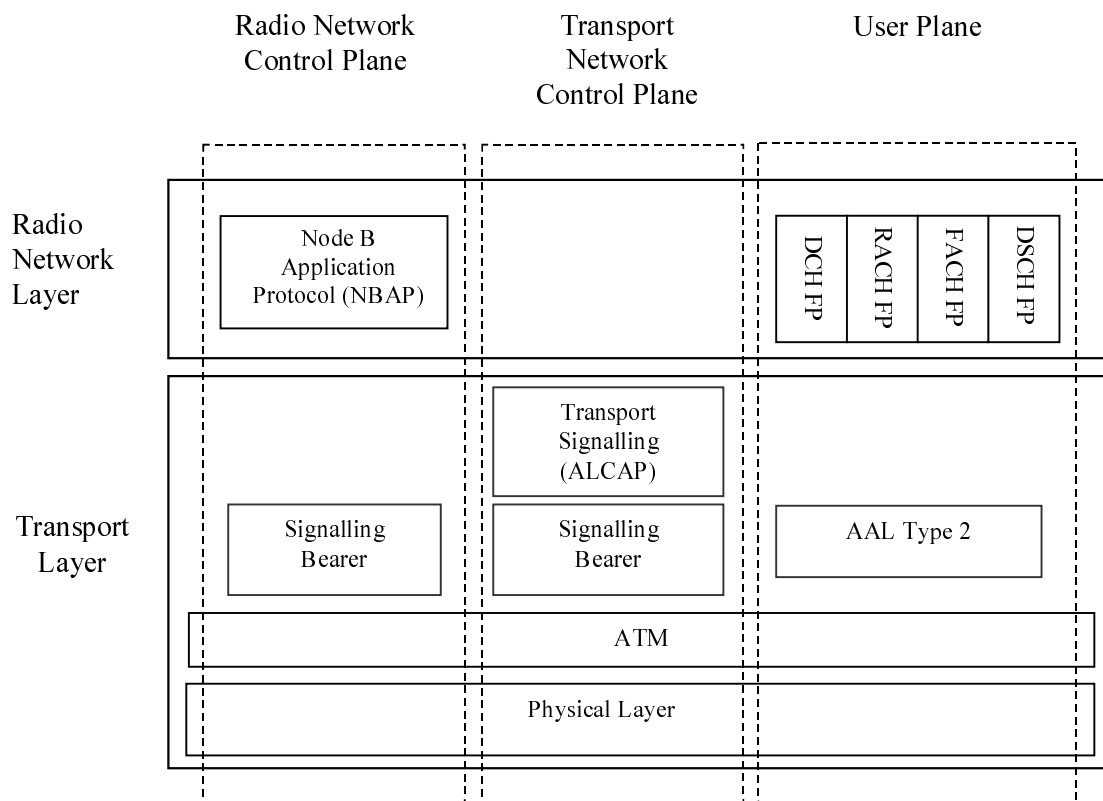 Radio Network
Control Plane
Transport
Network
Control Plane
User Plane
Radio
Network
Layer
Node B
Application
Protocol (NBAP)
DCH FP
RACH FP
FACH FP
DSCH FP
Transport
Layer
Transport
Signalling
(ALCAP)
Signalling
Bearer
Signalling
Bearer
AAL Type 2
ATM
Physical Layer